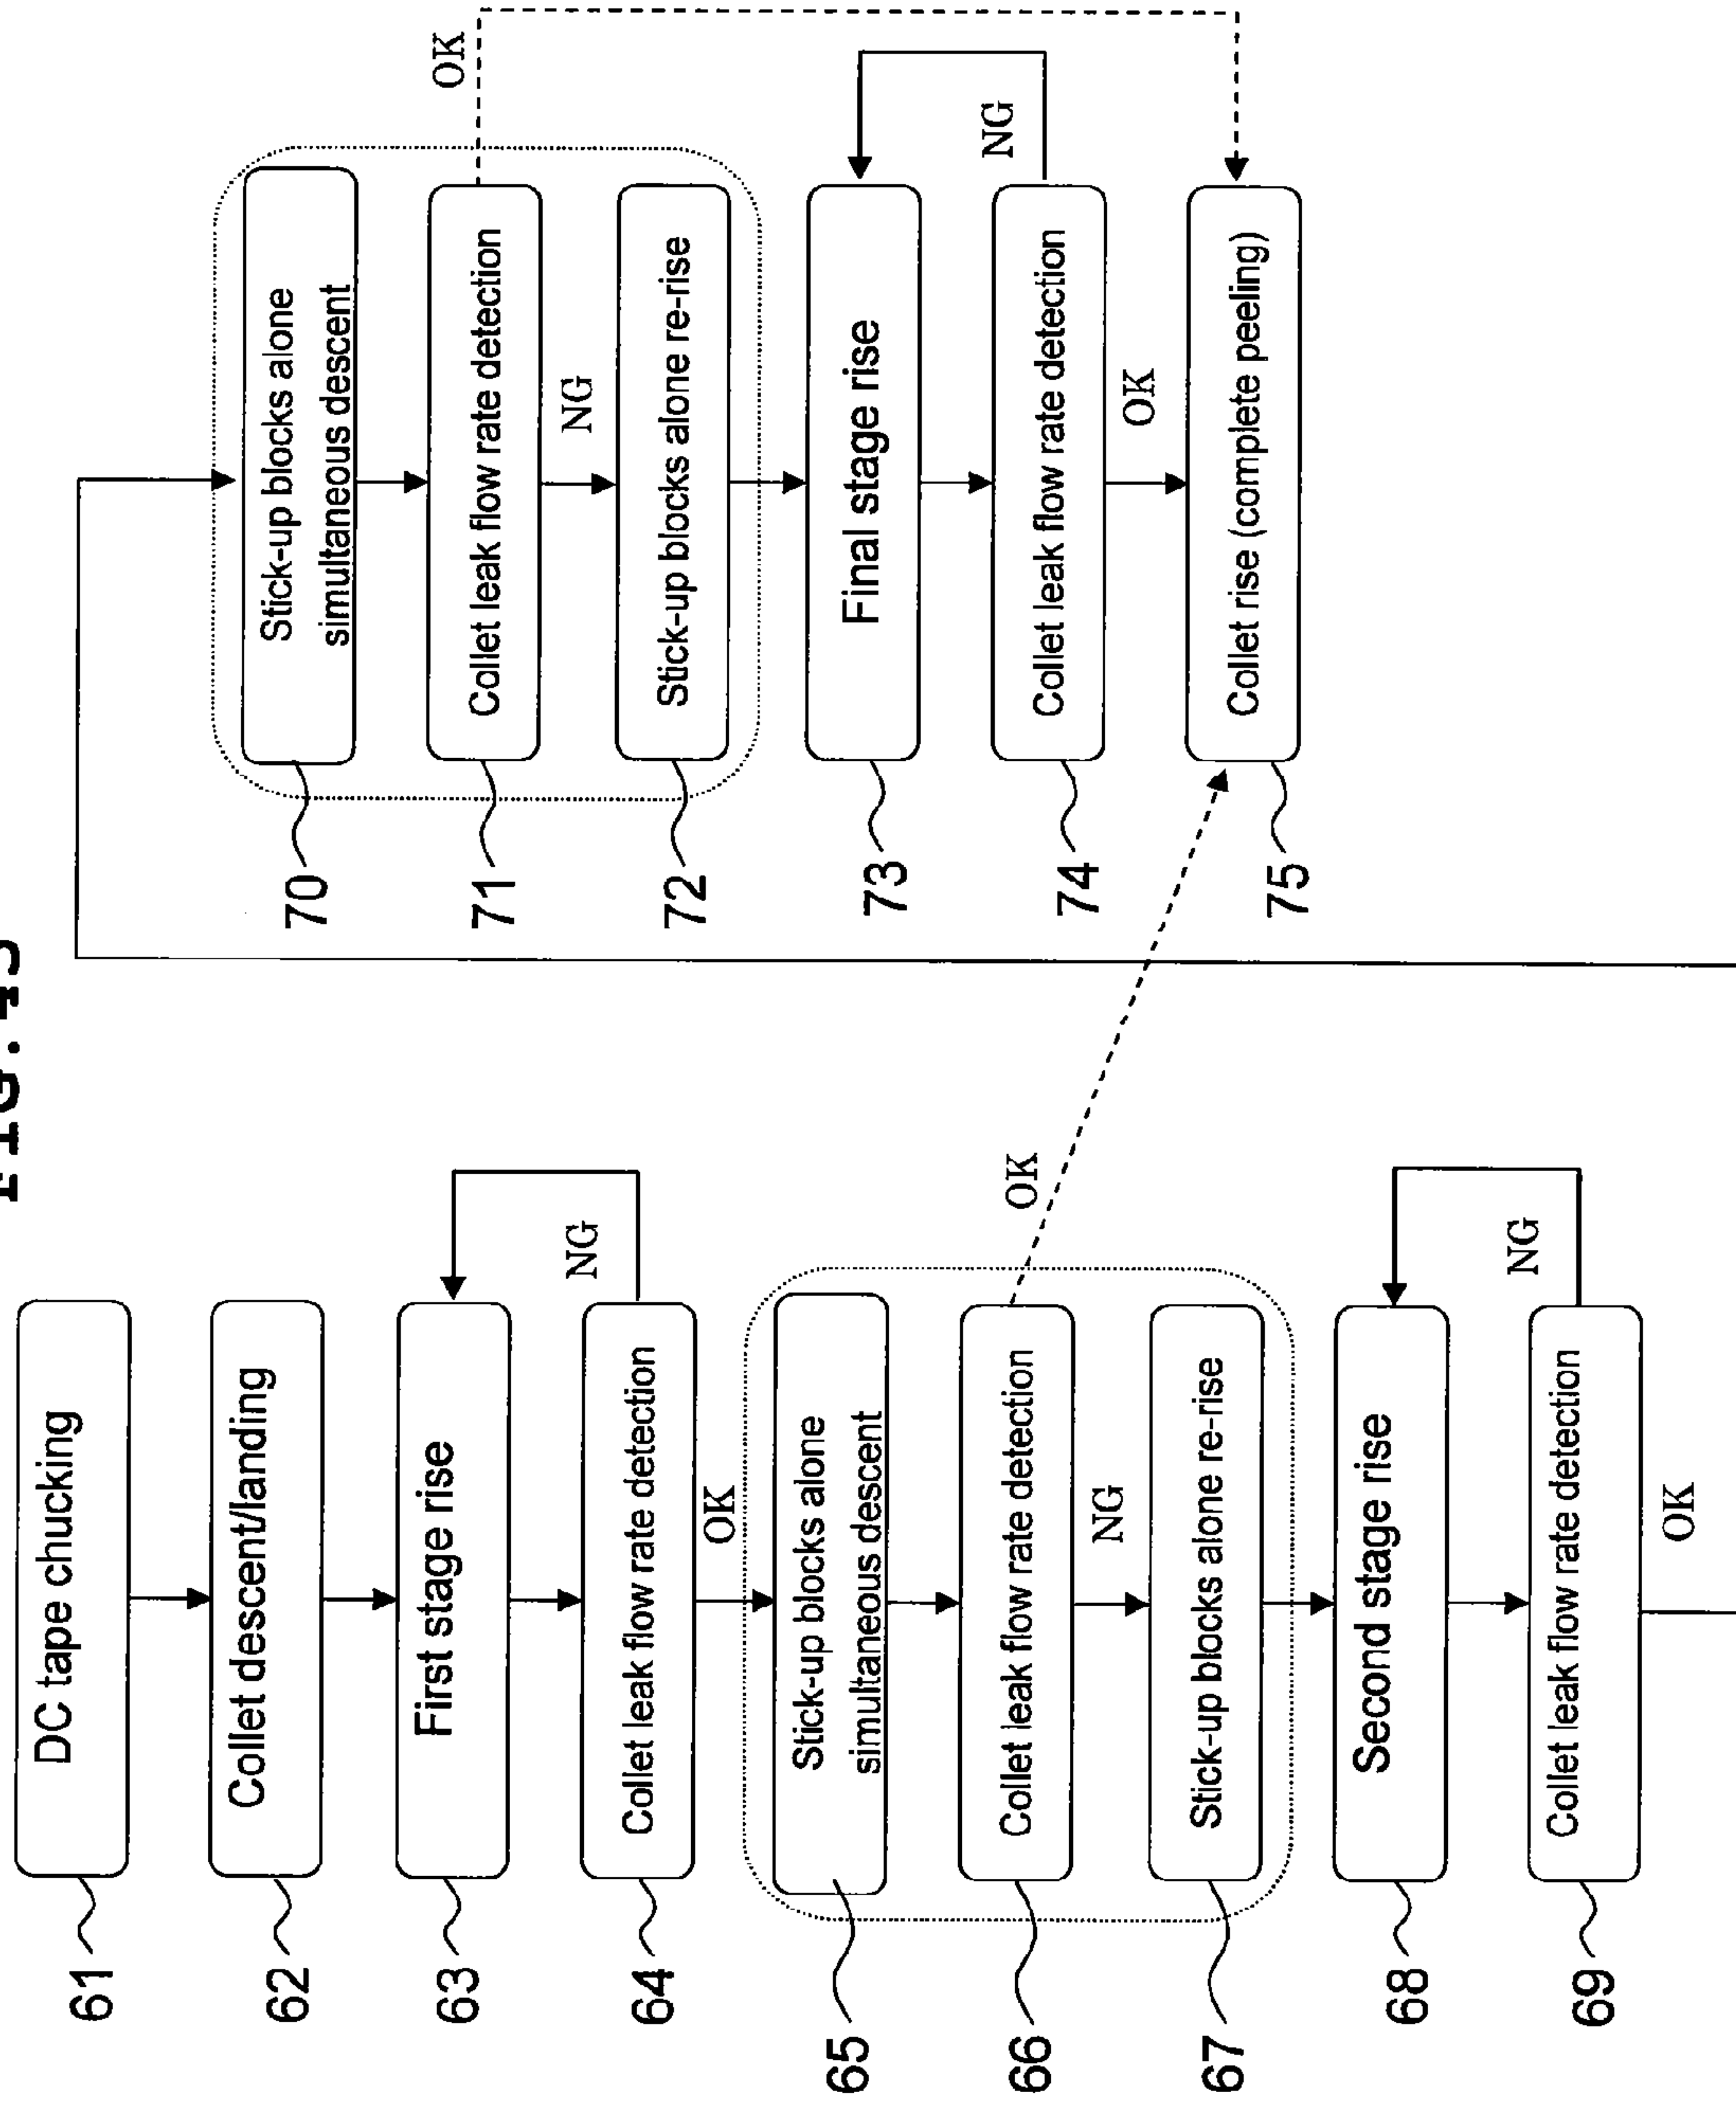 61
DC tape chucking
62
Collet descent/landing
63
First stage rise
64
Collet leak flow rate detection
NG
OK
65
Stick-up blocks alone
simultaneous descent
66
Collet leak flow rate detection
OK
NG
67
Stick-up blocks alone re-rise
68
Second stage rise
69
Collet leak flow rate detection
NG
OK
70
Stick-up blocks alone
simultaneous descent
71
Collet leak flow rate detection
OK
NG
72
Stick-up blocks alone re-rise
73
Final stage rise
74
Collet leak flow rate detection
NG
OK
75
Collet rise (complete peeling)